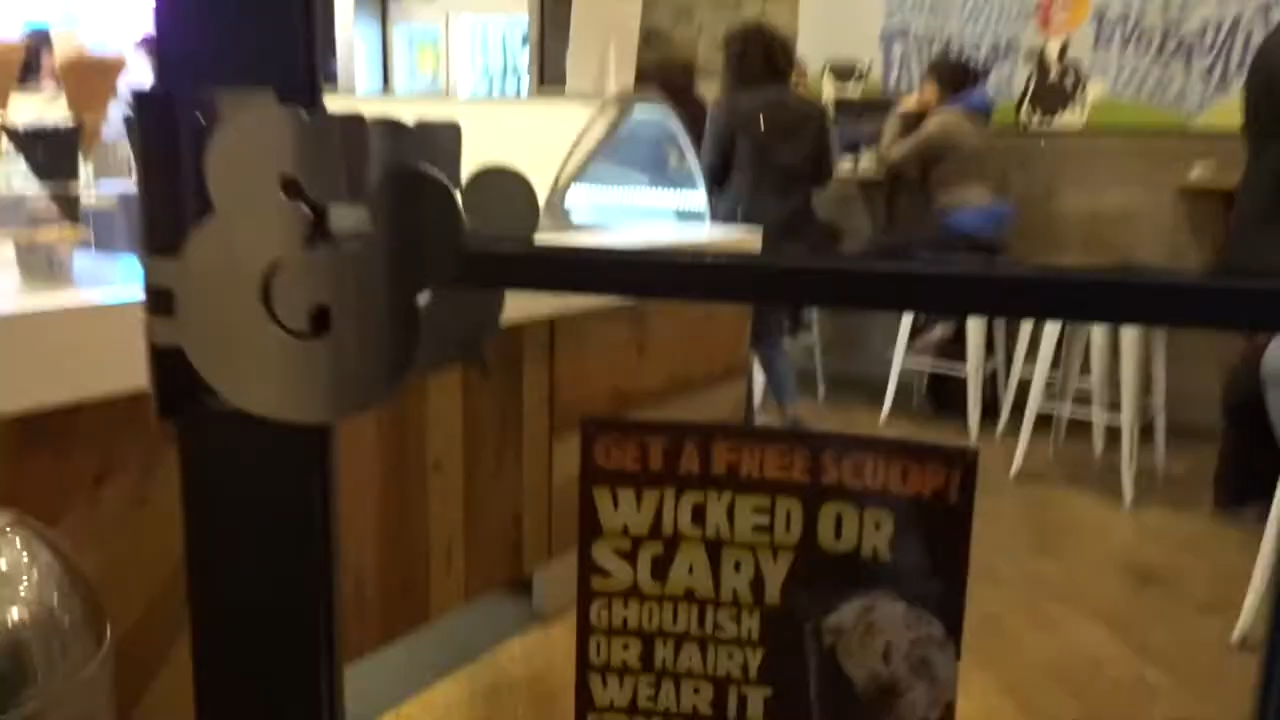 GET A FREE SCOOP!
WICKED OR
SCARY
GHOULISH
OR HAIRY
WEAR IT